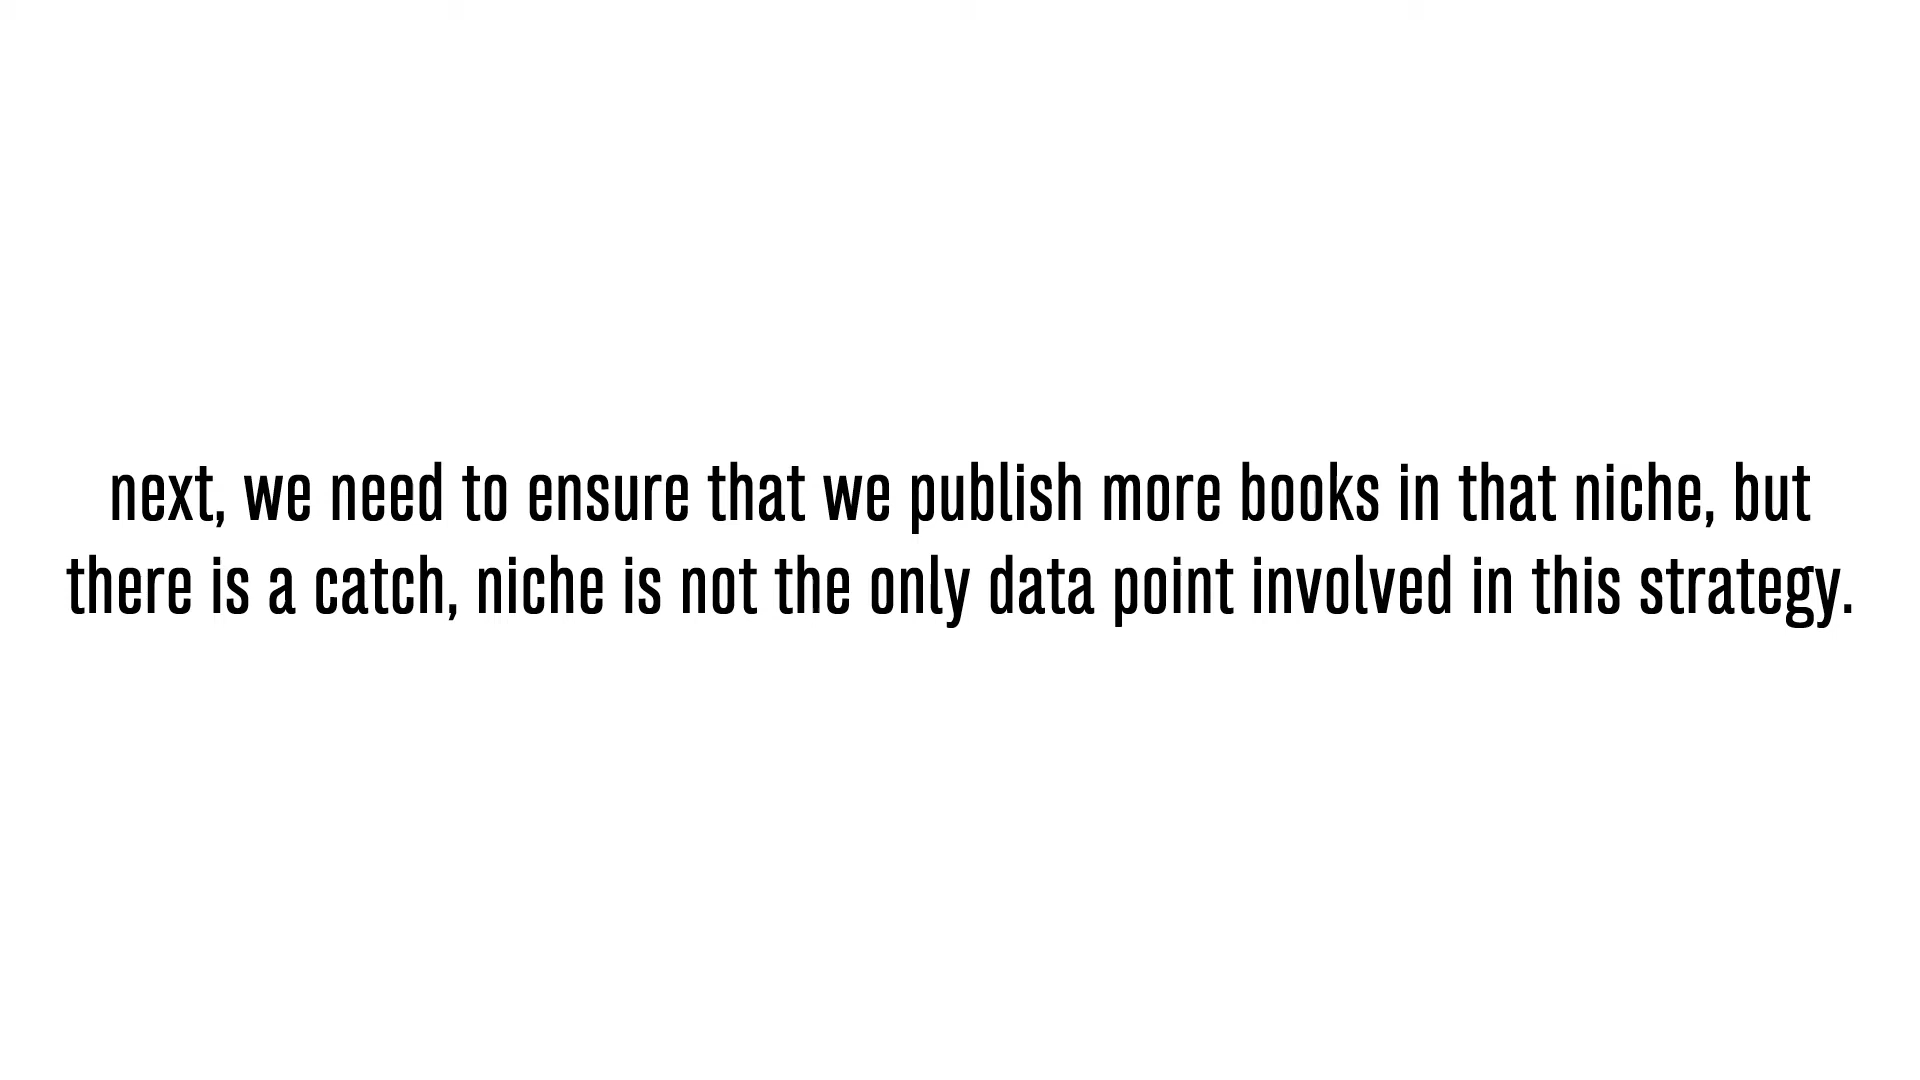 next, we need to ensure that we publish more books in that niche, but
there is a catch, niche is not the only data point involved in this strategy.